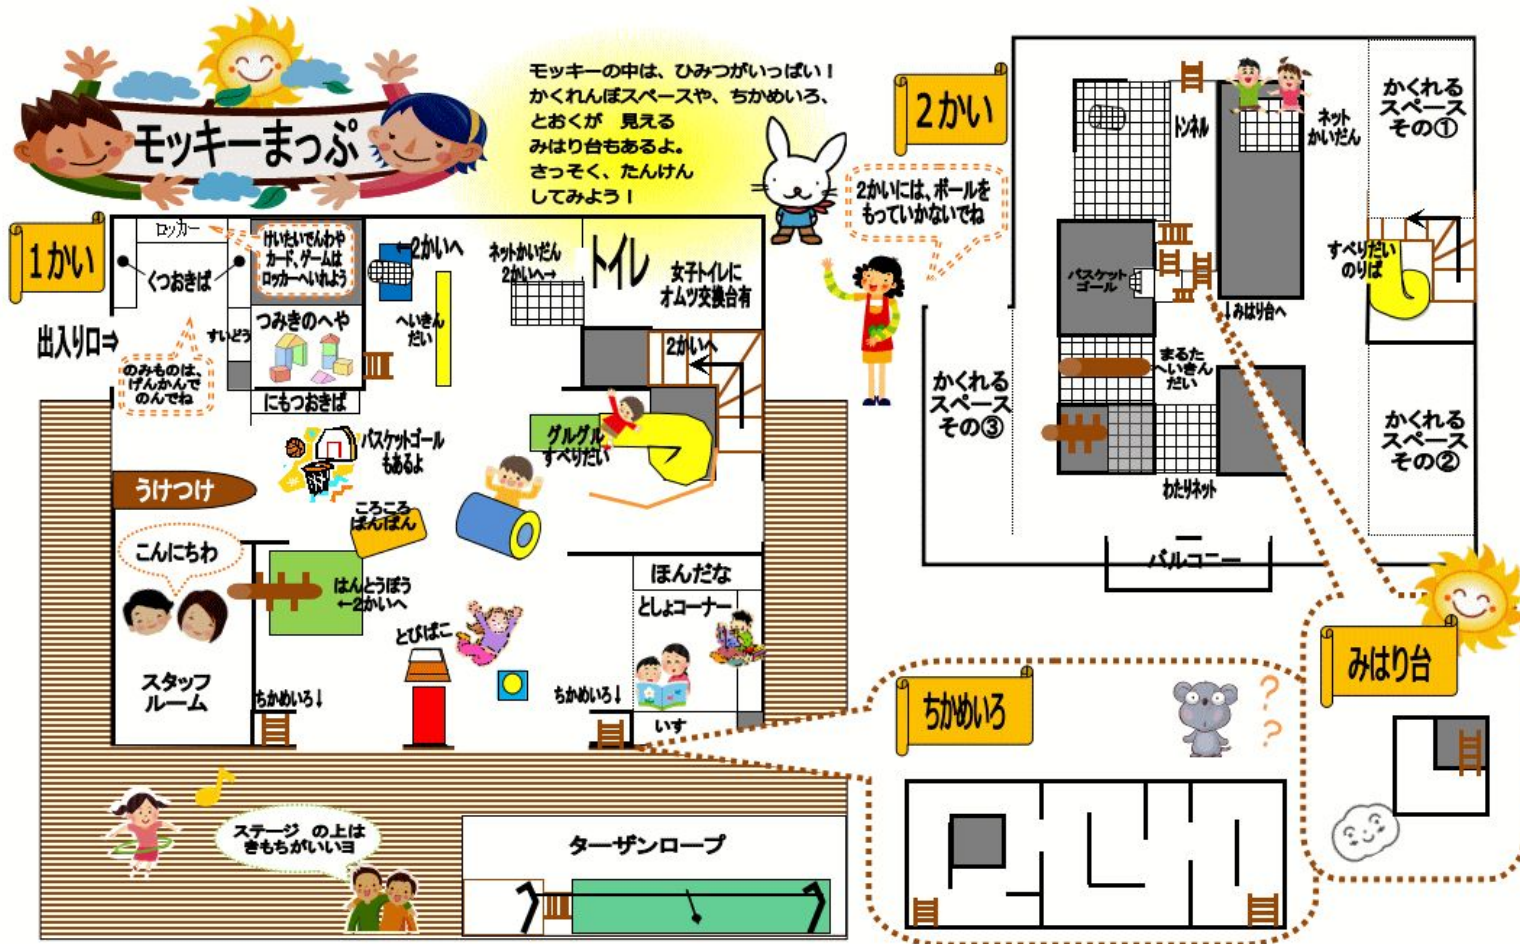 モッキーまっぷ
モッキーの中は、ひみつがいっぱい！
かくれんぼスペースや、ちかめいろ、
とおくが 見える
みはり台もあるよ。
さっそく、たんけん
してみよう！
1かい
ロッカー
くつおきば
けいたいでんわや
カード、ゲームは
ロッカーへいれよう
←2かいへ
ネットかいだん
2かいへ→
トイレ
女子トイレに
オムツ交換台有
出入り口⇒
すいどう
つみきのへや
へいきん
だい
2かいへ
のみものは、
げんかんで
のんでね
にもつおきば
バスケットゴール
もあるよ
グルグル
すべりだい
うけつけ
ころころ
ぱんぱん
こんにちわ
はんとうぼう
←2かいへ
ほんだな
としょコーナー
とびばこ
スタッフ
ルーム
ちかめいろ↓
ちかめいろ↓
いす
ステージ の上は
きもちがいいヨ
ターザンロープ
2かい
2かいには、ボールを
もっていかないでね
トンネル
ネット
かいだん
かくれる
スペース
その①
バスケット
ゴール
↓みはり台へ
すべりだい
のりば
まるた
へいきん
だい
かくれる
スペース
その③
かくれる
スペース
その②
わたりネット
バルコニー
ちかめいろ
？
？
みはり台